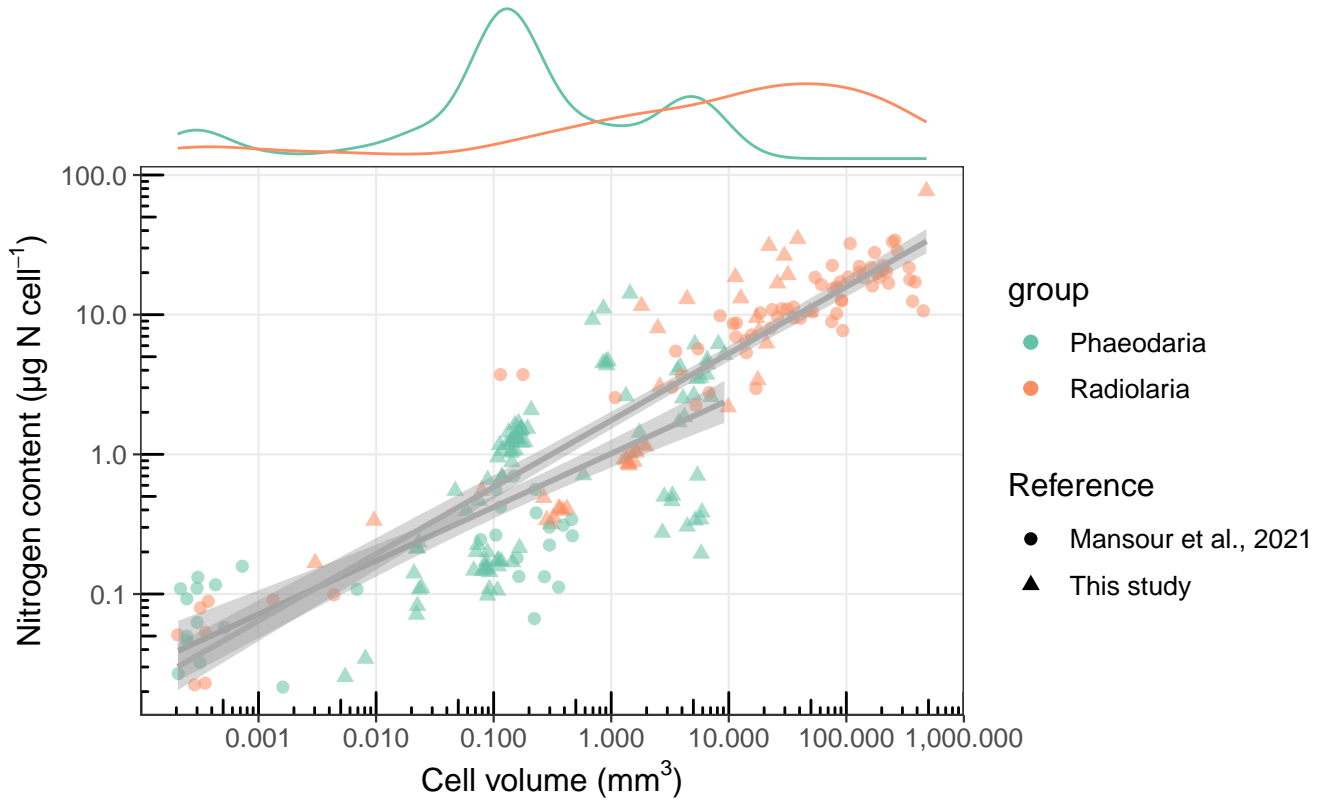 100.0
10.0
1.0
0.1
Nitrogen content (µg N cell⁻¹)
0.001 0.010 0.100 1.000 10.000 100.000 1,000.000
Cell volume (mm³)
group
Phaeodaria
Radiolaria
Reference
Mansour et al., 2021
This study